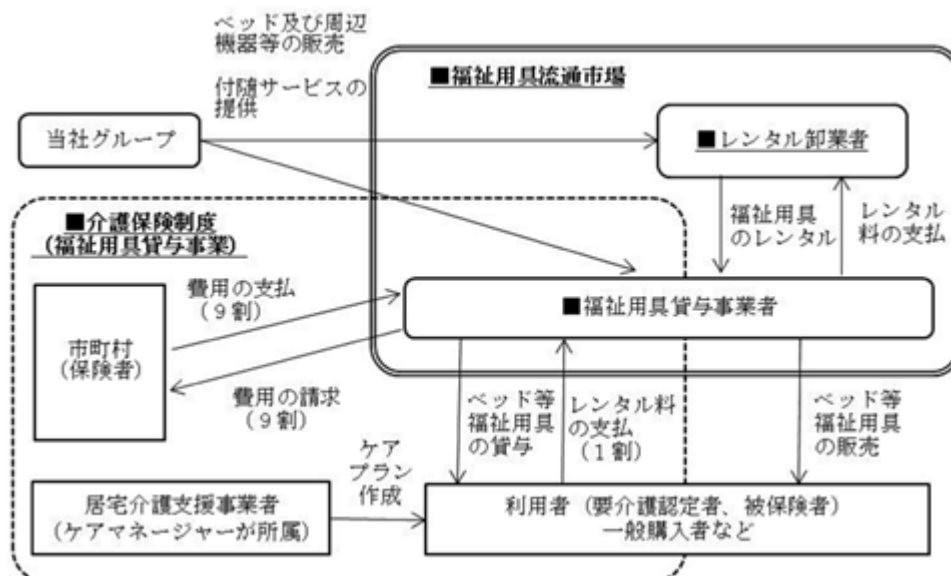 ベッド及び周辺
機器等の販売
付随サービスの
提供
■福祉用具流通市場
当社グループ
■レンタル卸業者
■介護保険制度
(福祉用具貸与事業)
福祉用具
のレンタル
レンタル
料の支払
費用の支払
(9割)
■福祉用具貸与事業者
市町村
(保険者)
費用の請求
(9割)
ベッド等
福祉用具
の貸与
レンタル料
の支払
(1割)
ベッド等
福祉用具
の販売
ケア
プラン
作成
居宅介護支援事業者
(ケアマネージャーが所属)
利用者(要介護認定者、被保険者)
一般購入者など